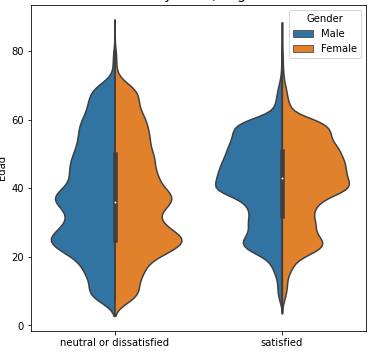 Gender
Male
Female
80
60
40
20
0
Edad
neutral or dissatisfied
satisfied